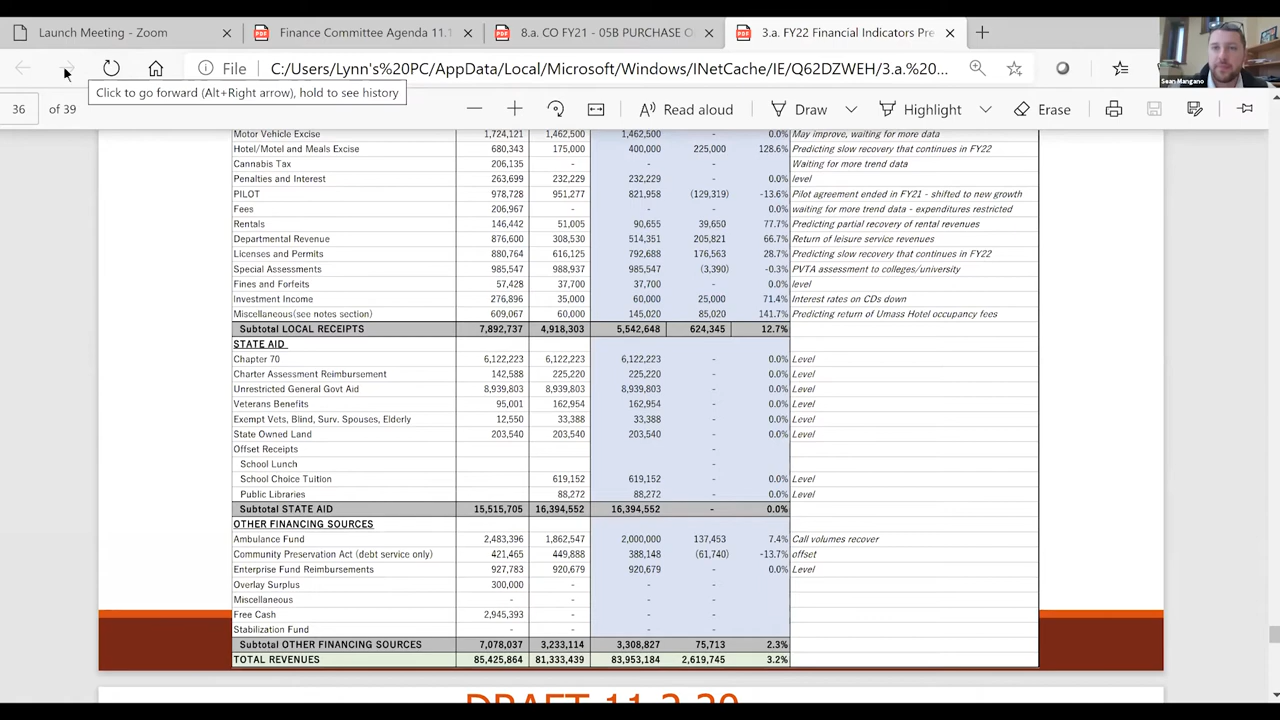 Launch Meeting - Zoom
Finance Committee Agenda 11.1
8.a. CO FY21 - 05B PURCHASE O
3.a. FY22 Financial Indicators Pre
File C:/Users/Lynn's%20PC/AppData/Local/Microsoft/Windows/INetCache/IE/Q62DZWEH/3.a.%20...
Sean Mangano
Click to go forward (Alt+Right arrow), hold to see history
36 of 39 Read aloud Draw Highlight Erase
Motor Vehicle Excise 1,724,121 1,462,500 1,462,500 - 0.0% May improve, waiting for more data
Hotel/Motel and Meals Excise 680,343 175,000 400,000 225,000 128.6% Predicting slow recovery that continues in FY22
Cannabis Tax 206,135 - - - Waiting for more trend data
Penalties and Interest 263,699 232,229 232,229 - 0.0% level
PILOT 978,728 951,277 821,958 (129,319) -13.6% Pilot agreement ended in FY21 - shifted to new growth
Fees 206,967 - - - 0.0% waiting for more trend data - expenditures restricted
Rentals 146,442 51,005 90,655 39,650 77.7% Predicting partial recovery of rental revenues
Departmental Revenue 876,600 308,530 514,351 205,821 66.7% Return of leisure service revenues
Licenses and Permits 880,764 616,125 792,688 176,563 28.7% Predicting slow recovery that continues in FY22
Special Assessments 985,547 988,937 985,547 (3,390) -0.3% PVTA assessment to colleges/university
Fines and Forfeits 57,428 37,700 37,700 - 0.0% level
Investment Income 276,896 35,000 60,000 25,000 71.4% Interest rates on CDs down
Miscellaneous(see notes section) 609,067 60,000 145,020 85,020 141.7% Predicting return of Umass Hotel occupancy fees
Subtotal LOCAL RECEIPTS 7,892,737 4,918,303 5,542,648 624,345 12.7%
STATE AID
Chapter 70 6,122,223 6,122,223 6,122,223 - 0.0% Level
Charter Assessment Reimbursement 142,588 225,220 225,220 - 0.0% Level
Unrestricted General Govt Aid 8,939,803 8,939,803 8,939,803 - 0.0% Level
Veterans Benefits 95,001 162,954 162,954 - 0.0% Level
Exempt Vets, Blind, Surv. Spouses, Elderly 12,550 33,388 33,388 - 0.0% Level
State Owned Land 203,540 203,540 203,540 - 0.0% Level
Offset Receipts -
School Lunch -
School Choice Tuition 619,152 619,152 - 0.0% Level
Public Libraries 88,272 88,272 - 0.0% Level
Subtotal STATE AID 15,515,705 16,394,552 16,394,552 - 0.0%
OTHER FINANCING SOURCES
Ambulance Fund 2,483,396 1,862,547 2,000,000 137,453 7.4% Call volumes recover
Community Preservation Act (debt service only) 421,465 449,888 388,148 (61,740) -13.7% offset
Enterprise Fund Reimbursements 927,783 920,679 920,679 - 0.0% Level
Overlay Surplus 300,000 - - -
Miscellaneous - - - -
Free Cash 2,945,393 - - -
Stabilization Fund - - - -
Subtotal OTHER FINANCING SOURCES 7,078,037 3,233,114 3,308,827 75,713 2.3%
TOTAL REVENUES 85,425,864 81,333,439 83,953,184 2,619,745 3.2%
DRAFT 11.2.20